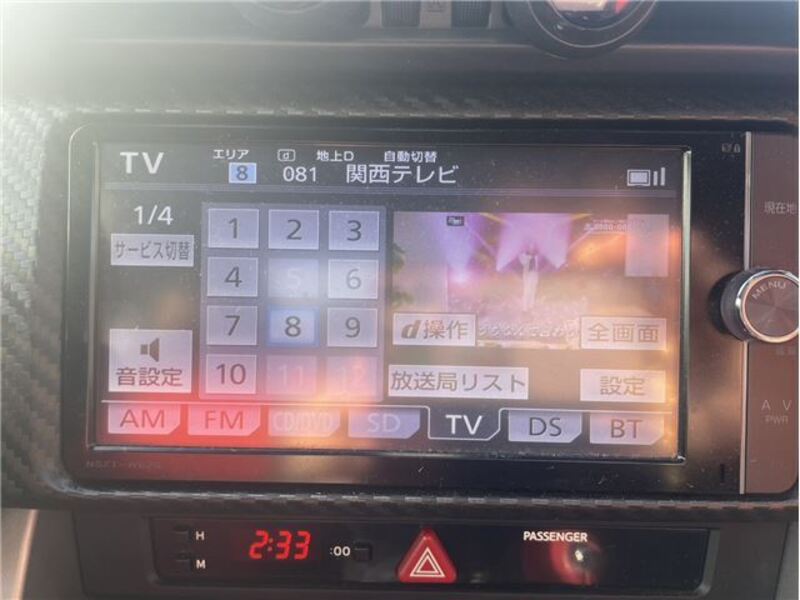 TV エリア 8 d 地上D 自動切替
081 関西テレビ
1/4
サービス切替
1 2 3
4 5 6
7 8 9
10 11 12
音設定
d操作 全画面
放送局リスト 設定
AM FM CD/DVD SD TV DS BT
現在地
MENU
A V
PWR
H 2:33 :00
M
PASSENGER